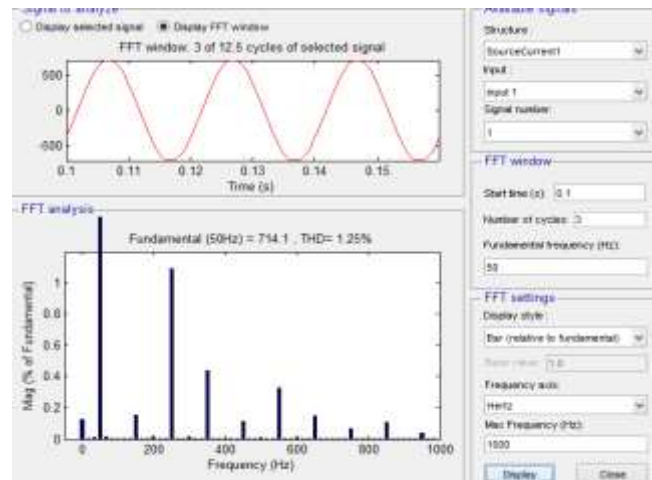 Signal to analyze
Display selected signal
Display FFT window
FFT window: 3 of 12.5 cycles of selected signal
500
0
-500
0.1 0.11 0.12 0.13 0.14 0.15
Time (s)
FFT analysis
Fundamental (50Hz) = 714.1 , THD= 1.25%
Mag (% of Fundamental)
1
0.8
0.6
0.4
0.2
0
0 200 400 600 800 1000
Frequency (Hz)
Available signals
Structure :
SourceCurrent1
Input :
input 1
Signal number:
1
FFT window
Start time (s): 0.1
Number of cycles: 3
Fundamental frequency (Hz):
50
FFT settings
Display style :
Bar (relative to fundamental)
Base value: 1.0
Frequency axis:
Hertz
Max Frequency (Hz):
1000
Display
Close